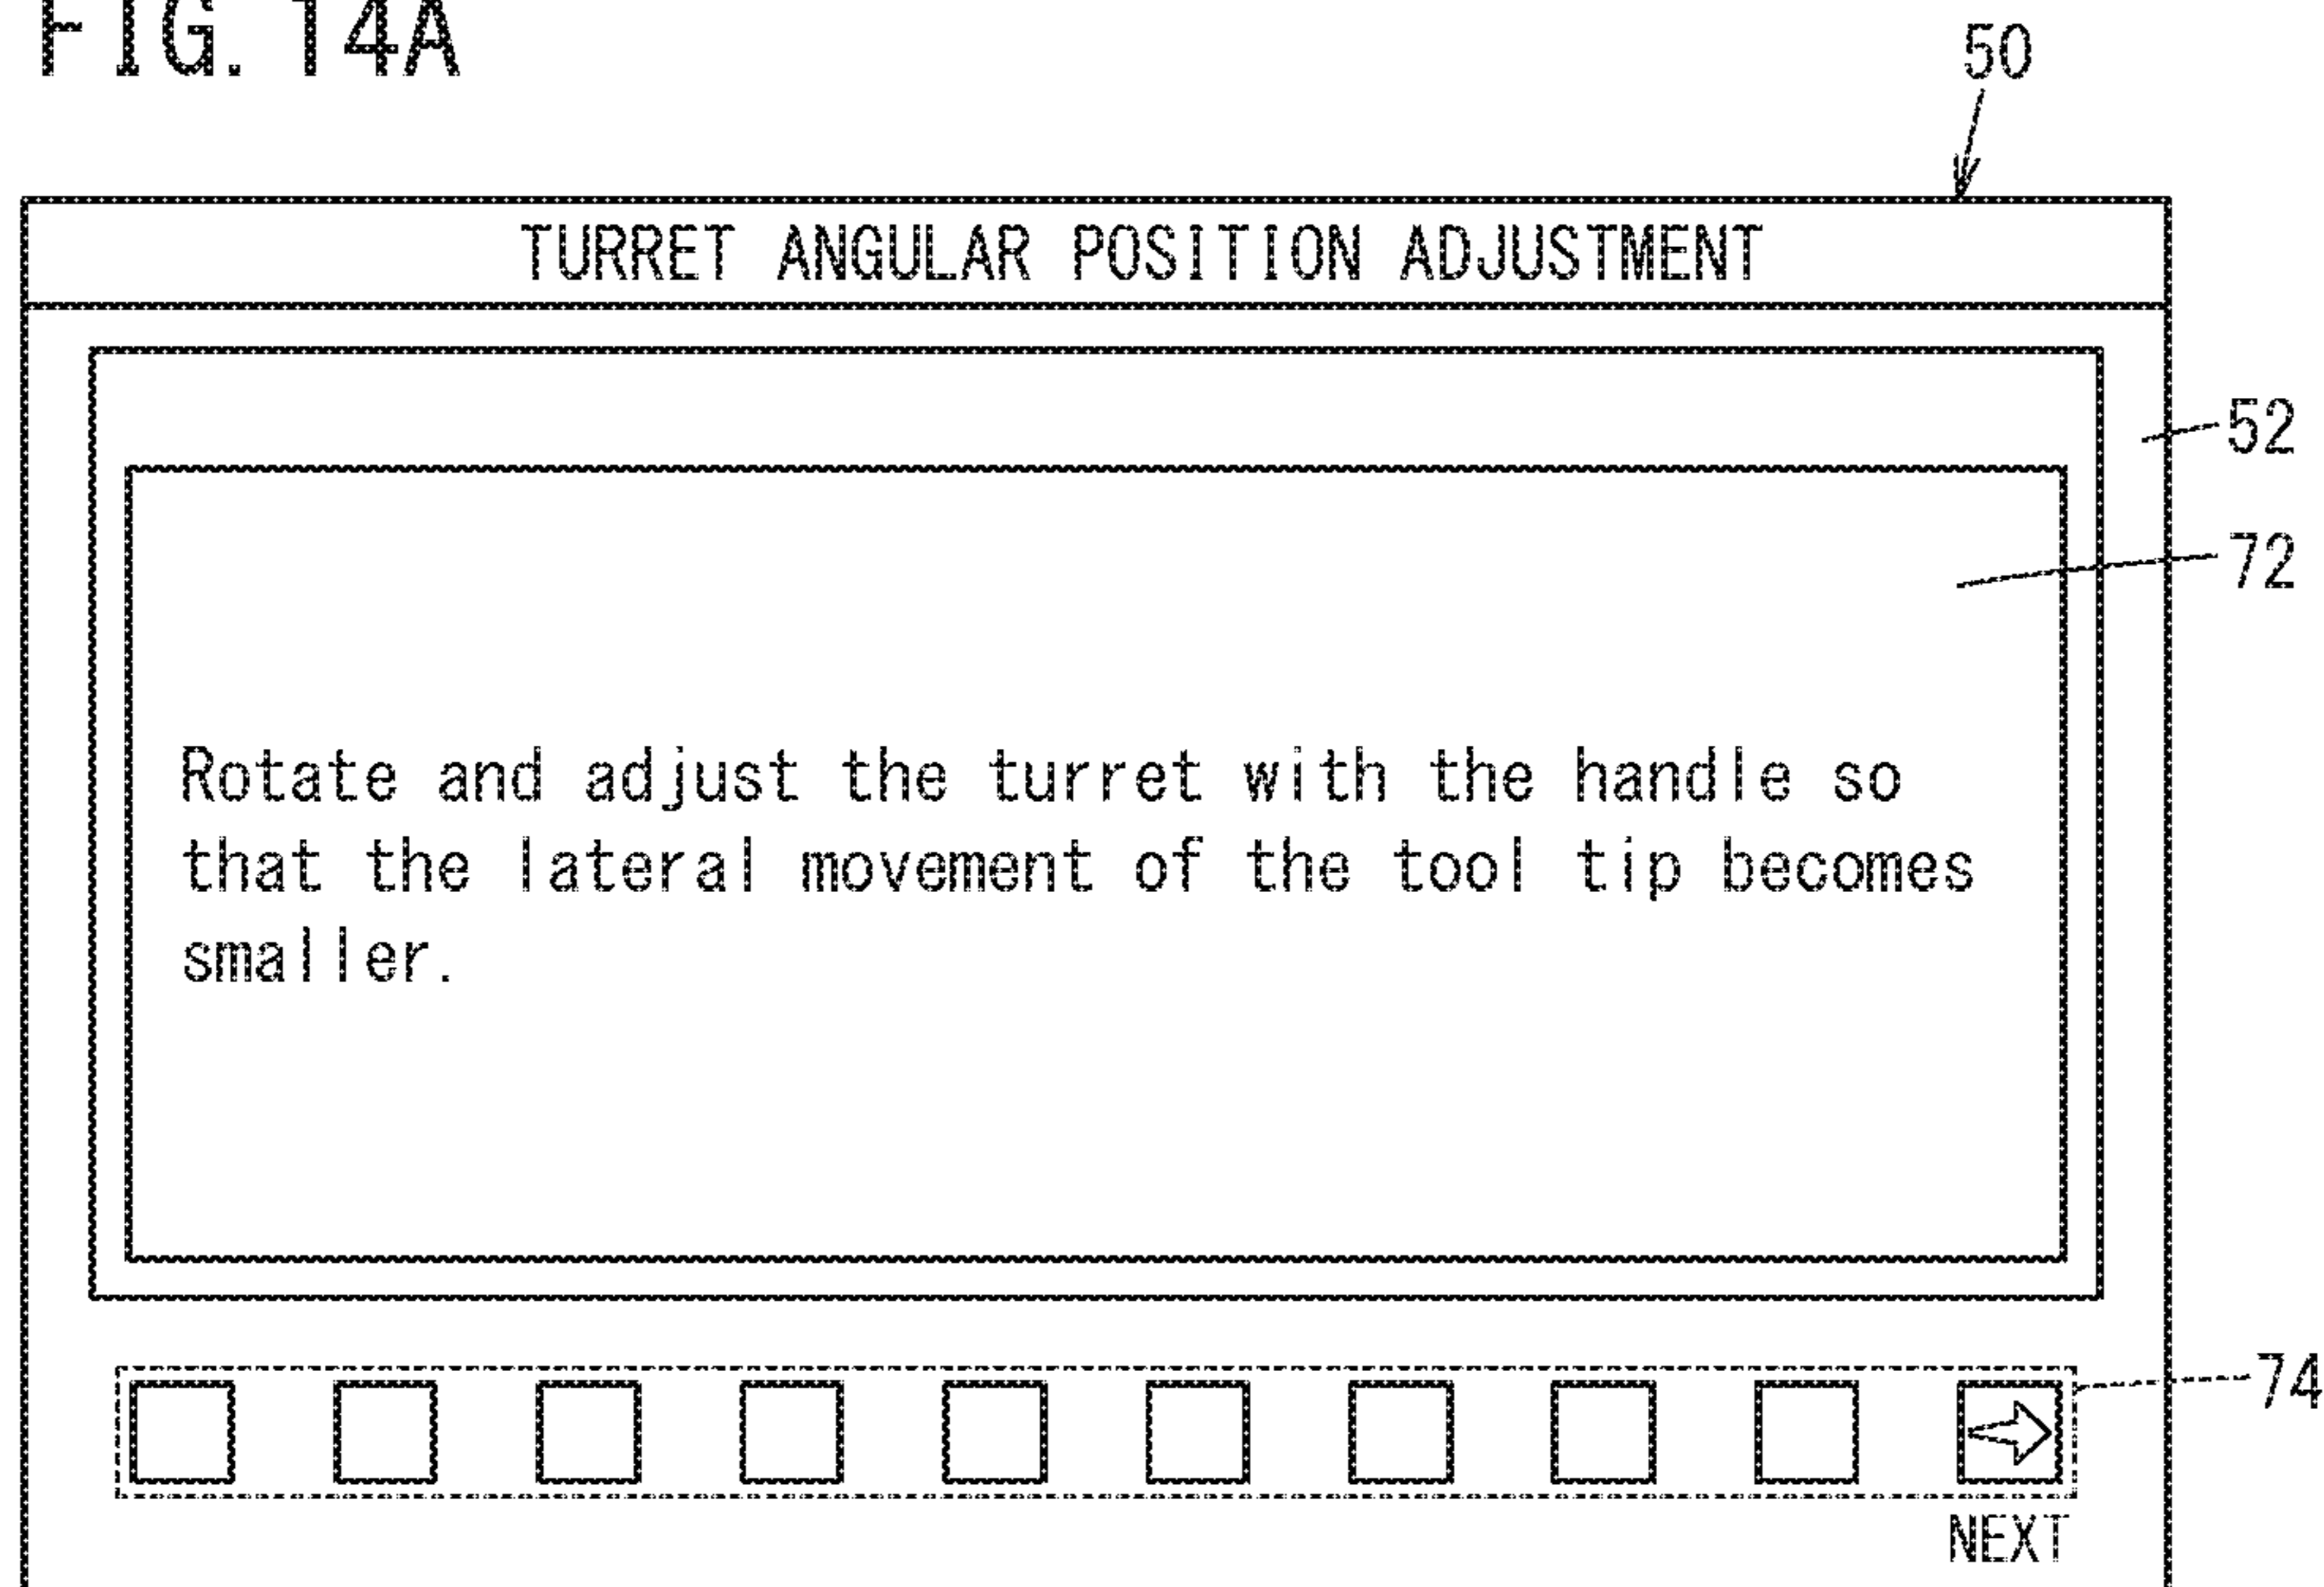 FIG. 14A
50
TURRET ANGULAR POSITION ADJUSTMENT
52
72
Rotate and adjust the turret with the handle so
that the lateral movement of the tool tip becomes
smaller.
74
NEXT